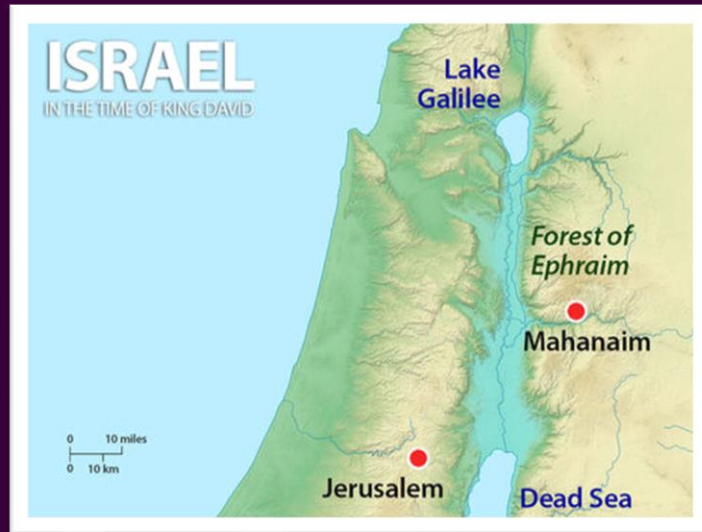 ISRAEL
IN THE TIME OF KING DAVID
Lake
Galilee
Forest of
Ephraim
Mahanaim
0 10 miles
0 10 km
Jerusalem
Dead Sea